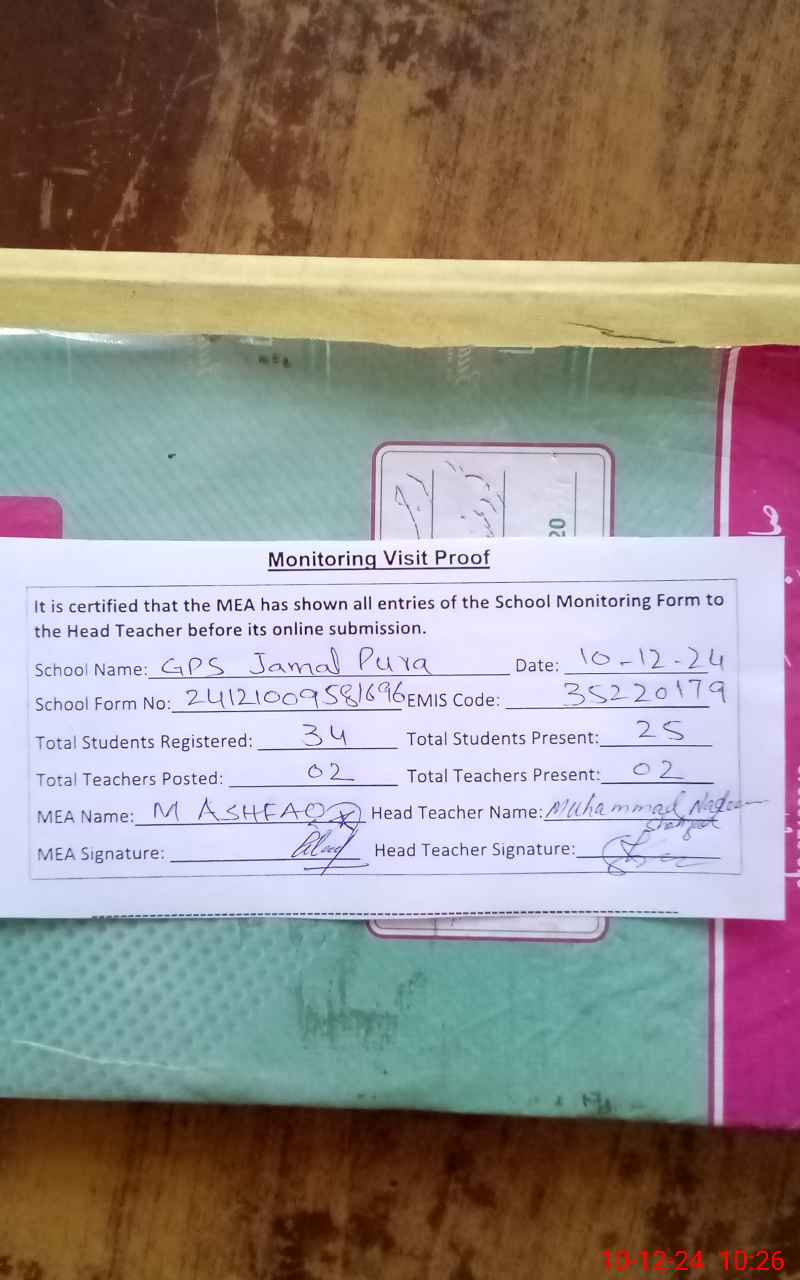 20
Monitoring Visit Proof
It is certified that the MEA has shown all entries of the School Monitoring Form to
the Head Teacher before its online submission.
School Name: GPS Jamal Pura Date: 10-12-24
School Form No: 24121009581696 EMIS Code: 35220179
Total Students Registered: 34 Total Students Present: 25
Total Teachers Posted: 02 Total Teachers Present: 02
MEA Name: M ASHFAQ Head Teacher Name: Muhammad Nadeem
MEA Signature: Head Teacher Signature:
10-12-24 10:26